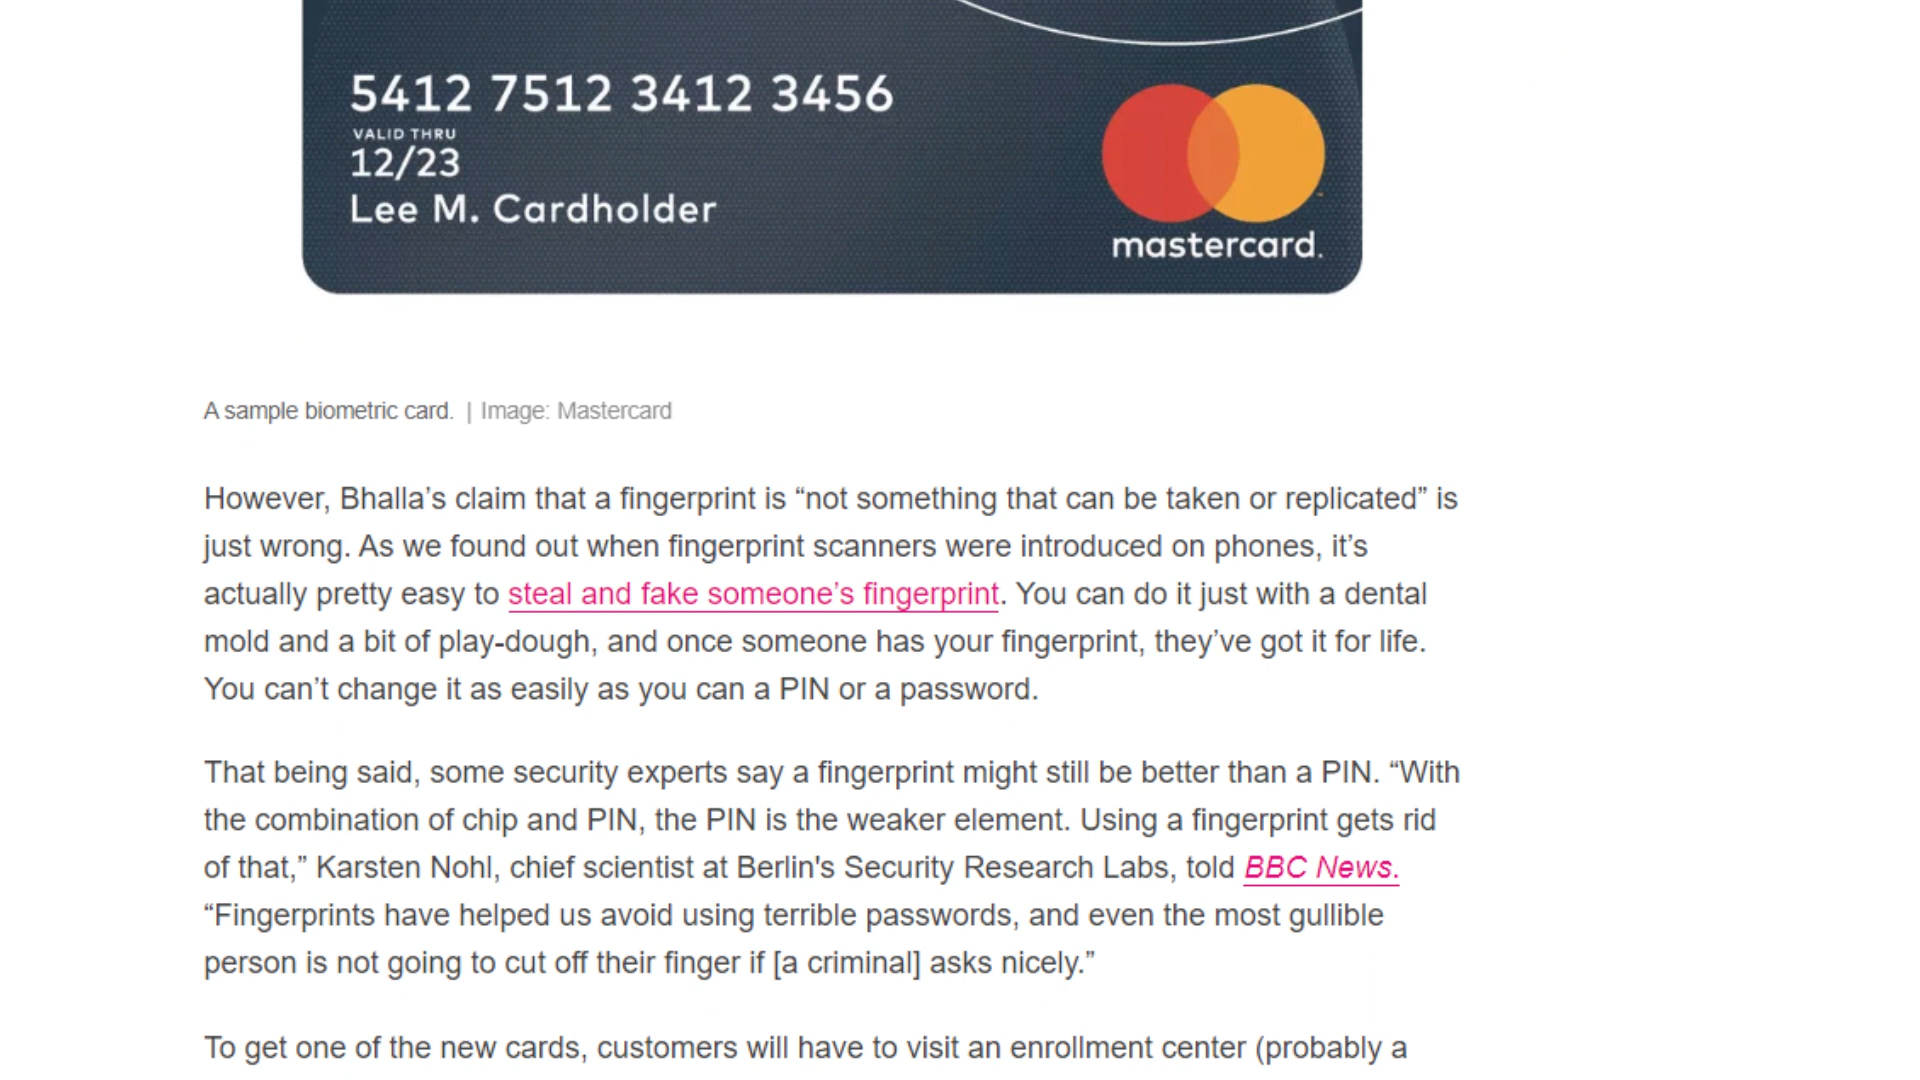 5412 7512 3412 3456
VALID THRU
12/23
Lee M. Cardholder
mastercard.
A sample biometric card. | Image: Mastercard
However, Bhalla’s claim that a fingerprint is “not something that can be taken or replicated” is
just wrong. As we found out when fingerprint scanners were introduced on phones, it’s
actually pretty easy to steal and fake someone’s fingerprint. You can do it just with a dental
mold and a bit of play-dough, and once someone has your fingerprint, they’ve got it for life.
You can’t change it as easily as you can a PIN or a password.
That being said, some security experts say a fingerprint might still be better than a PIN. “With
the combination of chip and PIN, the PIN is the weaker element. Using a fingerprint gets rid
of that,” Karsten Nohl, chief scientist at Berlin's Security Research Labs, told BBC News.
“Fingerprints have helped us avoid using terrible passwords, and even the most gullible
person is not going to cut off their finger if [a criminal] asks nicely.”
To get one of the new cards, customers will have to visit an enrollment center (probably a